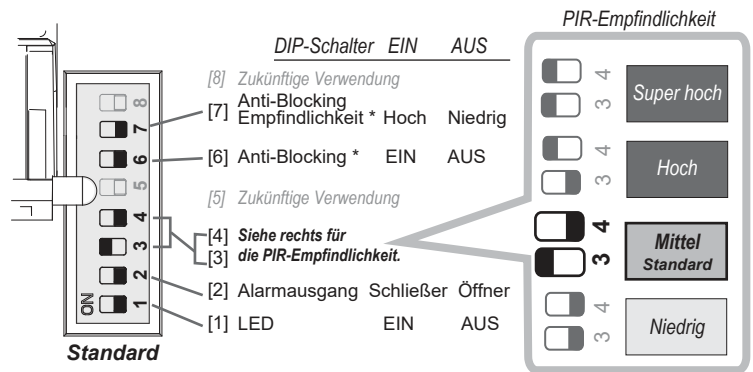 DIP-Schalter EIN AUS
[8] Zukünftige Verwendung
[7] Anti-Blocking
Empfindlichkeit * Hoch Niedrig
[6] Anti-Blocking * EIN AUS
[5] Zukünftige Verwendung
[4] Siehe rechts für
[3] die PIR-Empfindlichkeit.
[2] Alarmausgang Schließer Öffner
[1] LED EIN AUS
8
7
6
5
4
3
2
1
ON
Standard
PIR-Empfindlichkeit
4
3
Super hoch
4
3
Hoch
4
3
Mittel
Standard
4
3
Niedrig